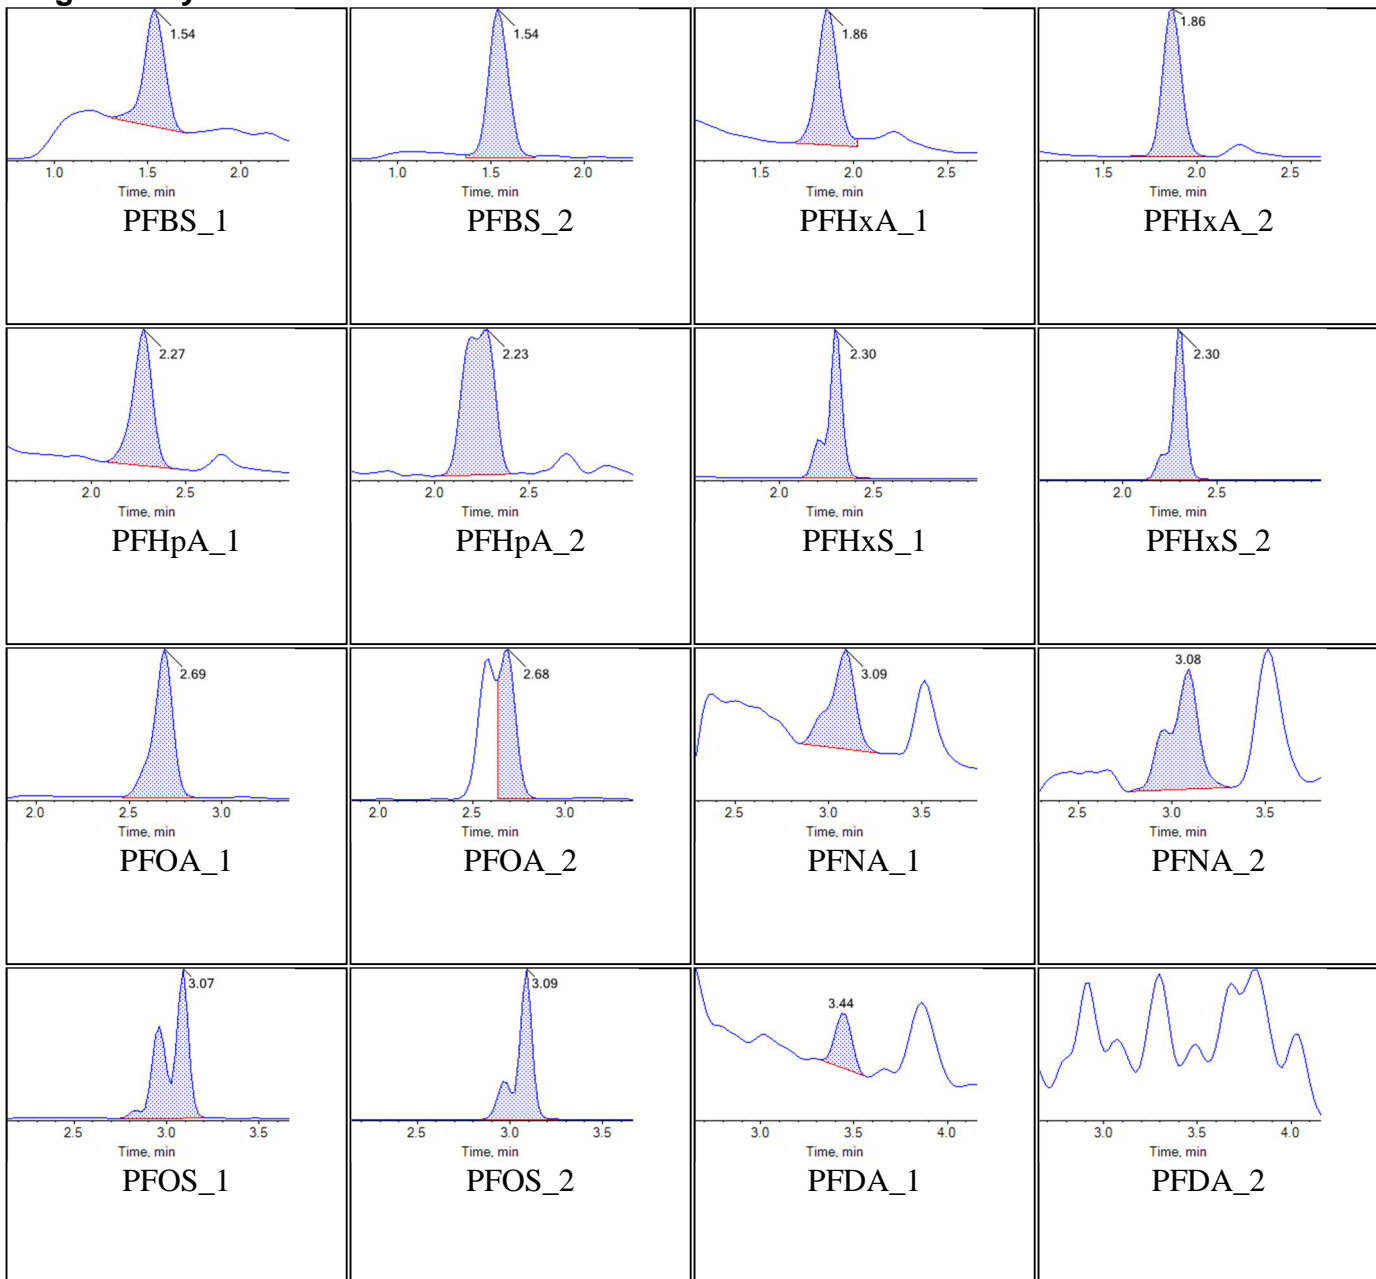 1.54
1.0 1.5 2.0
Time, min
PFBS_1
1.54
1.0 1.5 2.0
Time, min
PFBS_2
1.86
1.5 2.0 2.5
Time, min
PFHxA_1
1.86
1.5 2.0 2.5
Time, min
PFHxA_2
2.27
2.0 2.5
Time, min
PFHpA_1
2.23
2.0 2.5
Time, min
PFHpA_2
2.30
2.0 2.5
Time, min
PFHxS_1
2.30
2.0 2.5
Time, min
PFHxS_2
2.69
2.0 2.5 3.0
Time, min
PFOA_1
2.68
2.0 2.5 3.0
Time, min
PFOA_2
3.09
2.5 3.0 3.5
Time, min
PFNA_1
3.08
2.5 3.0 3.5
Time, min
PFNA_2
3.07
2.5 3.0 3.5
Time, min
PFOS_1
3.09
2.5 3.0 3.5
Time, min
PFOS_2
3.44
3.0 3.5 4.0
Time, min
PFDA_1
3.0 3.5 4.0
Time, min
PFDA_2